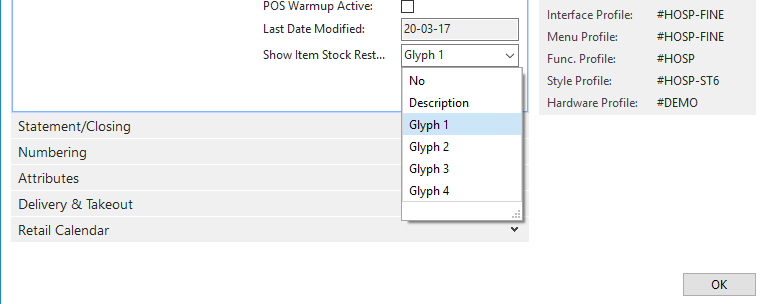 POS Warmup Active:
Last Date Modified: 20-03-17
Show Item Stock Rest... Glyph 1
No
Description
Glyph 1
Glyph 2
Glyph 3
Glyph 4
Statement/Closing
Numbering
Attributes
Delivery & Takeout
Retail Calendar
Interface Profile: #HOSP-FINE
Menu Profile: #HOSP-FINE
Func. Profile: #HOSP
Style Profile: #HOSP-ST6
Hardware Profile: #DEMO
OK